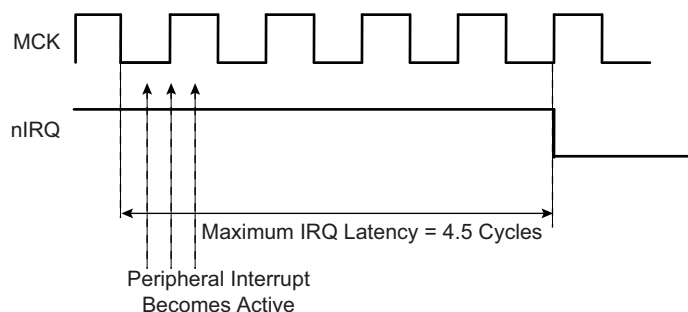 MCK
nIRQ
Maximum IRQ Latency = 4.5 Cycles
Peripheral Interrupt
Becomes Active